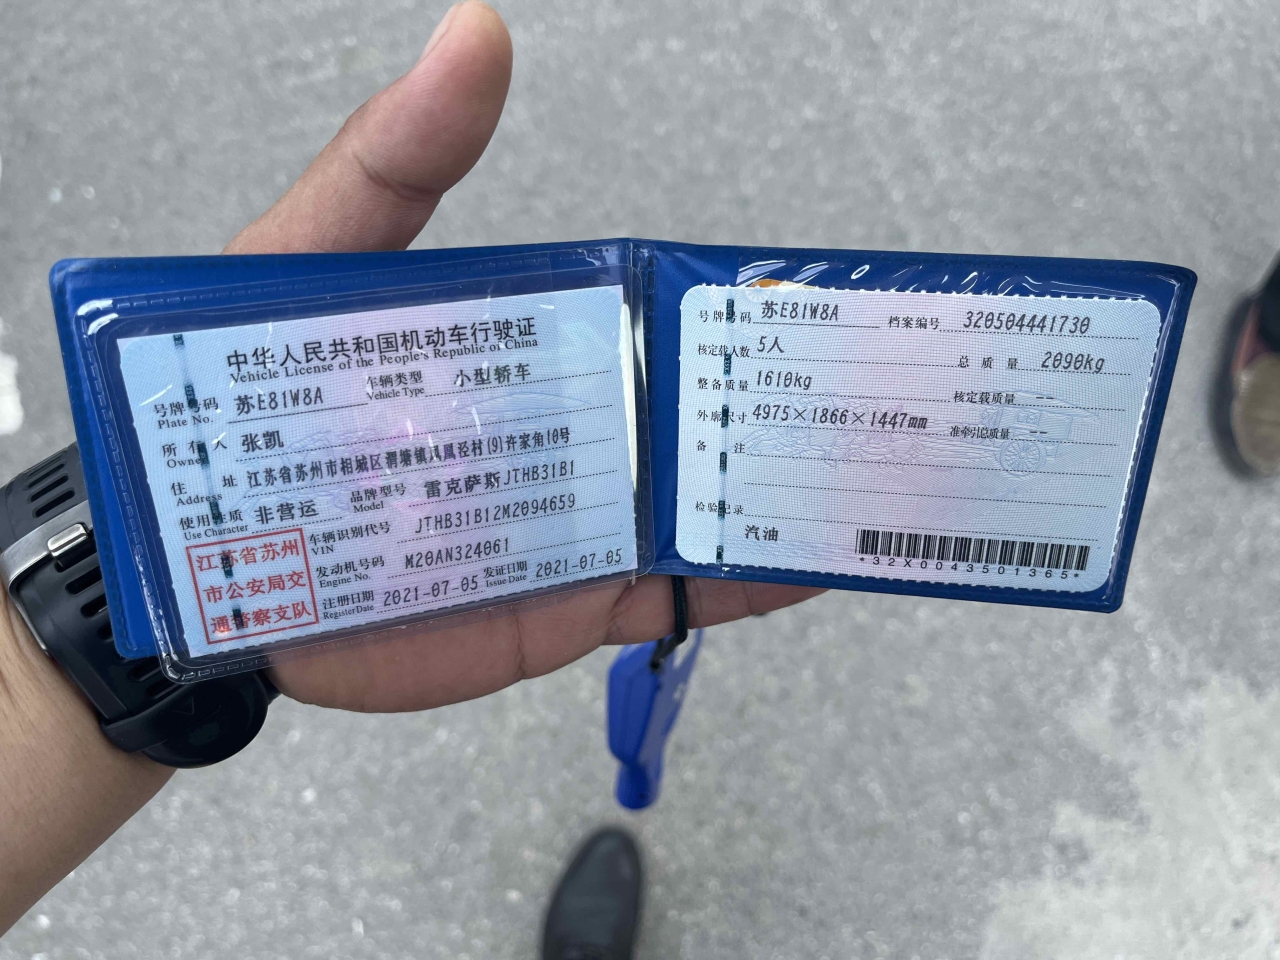 中华人民共和国机动车行驶证
Vehicle License of the People's Republic of China
号牌号码 苏E81W8A 车辆类型 小型轿车
Plate No. Vehicle Type
所有人 张凯
Owner
住址 江苏省苏州市相城区渭塘镇凤凰泾村(9)许家角10号
Address
使用性质 非营运 品牌型号 雷克萨斯JTHB31B1
Use Character Model
江苏省苏州
市公安局交
通警察支队
车辆识别代号 JTHB31B12M2094659
VIN
发动机号码 M20AN324061
Engine No.
注册日期 2021-07-05 发证日期 2021-07-05
Register Date Issue Date
号牌号码 苏E81W8A 档案编号 320504441730
核定载人数 5人 总质量 2090kg
整备质量 1610kg 核定载质量 --
外廓尺寸 4975×1866×1447mm 准牵引总质量 --
备注
检验记录
汽油
*32X0043501365*